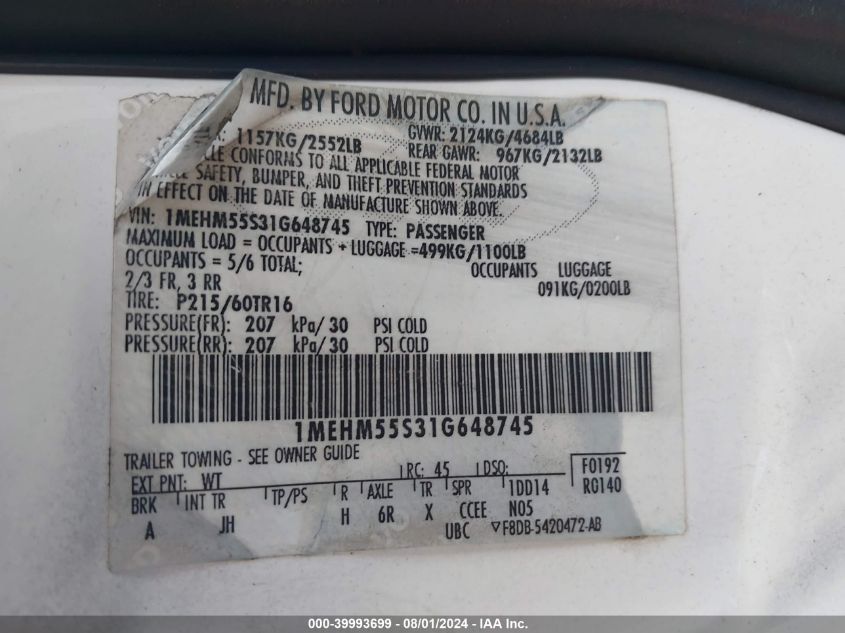 MFD. BY FORD MOTOR CO. IN U.S.A.
1157KG/2552LB GVWR: 2124KG/4684LB
REAR GAWR: 967KG/2132LB
CONFORMS TO ALL APPLICABLE FEDERAL MOTOR
SAFETY, BUMPER, AND THEFT PREVENTION STANDARDS
IN EFFECT ON THE DATE OF MANUFACTURE SHOWN ABOVE.
VIN: 1MEHM55S31G648745 TYPE: PASSENGER
MAXIMUM LOAD = OCCUPANTS + LUGGAGE =499KG/1100LB
OCCUPANTS = 5/6 TOTAL; OCCUPANTS LUGGAGE
2/3 FR, 3 RR 091KG/0200LB
TIRE: P215/60TR16
PRESSURE(FR): 207 kPa/ 30 PSI COLD
PRESSURE(RR): 207 kPa/ 30 PSI COLD
1MEHM55S31G648745
TRAILER TOWING - SEE OWNER GUIDE
EXT PNT: WT RC: 45 DSO: F0192
BRK INT TR TP/PS R AXLE TR SPR 1DD14 RG140
A JH H 6R X CCEE N05
UBC F8DB-5420472-AB
000-39993699 - 08/01/2024 - IAAI.com